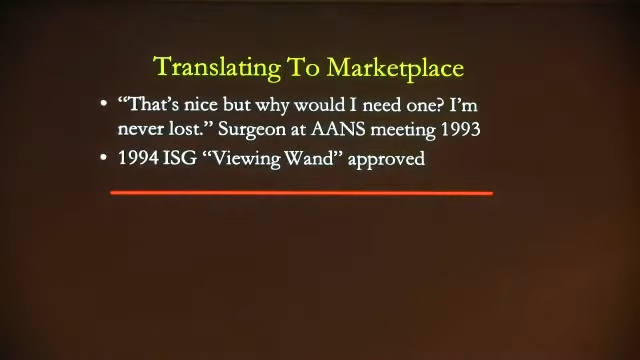 Translating To Marketplace
• “That’s nice but why would I need one? I’m
never lost.” Surgeon at AANS meeting 1993
• 1994 ISG “Viewing Wand” approved